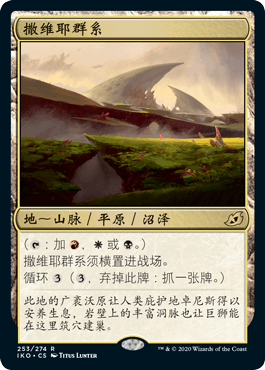 撒维耶群系
地～山脉／平原／沼泽
（：加，或。）
撒维耶群系须横置进战场。
循环3（3，弃掉此牌：抓一张牌。）
此地的广袤沃原让人类庇护地卓尼斯得以
安养生息，岩壁上的丰富洞脉也让巨狮能
在这里筑穴建巢。
253/274 R
IKO • CS TITUS LUNTER
™ & © 2020 Wizards of the Coast